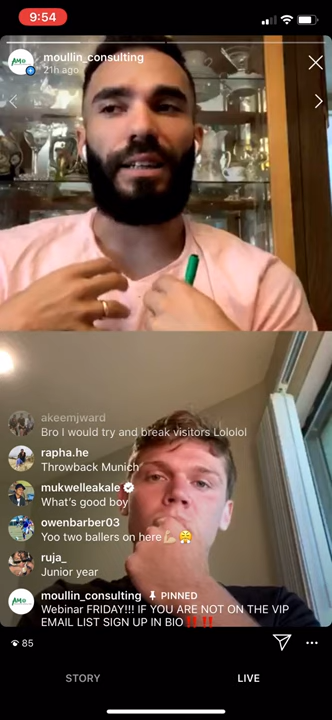 9:54
AMO
moullin_consulting
21h ago
akeemjward
Bro I would try and break visitors Lololol
rapha.he
Throwback Munich
mukwelleakale
What's good boy
owenbarber03
Yoo two ballers on here💪🏼😤
ruja_
Junior year
AMO
moullin_consulting PINNED
Webinar FRIDAY!!! IF YOU ARE NOT ON THE VIP
EMAIL LIST SIGN UP IN BIO‼️‼️
85
STORY LIVE